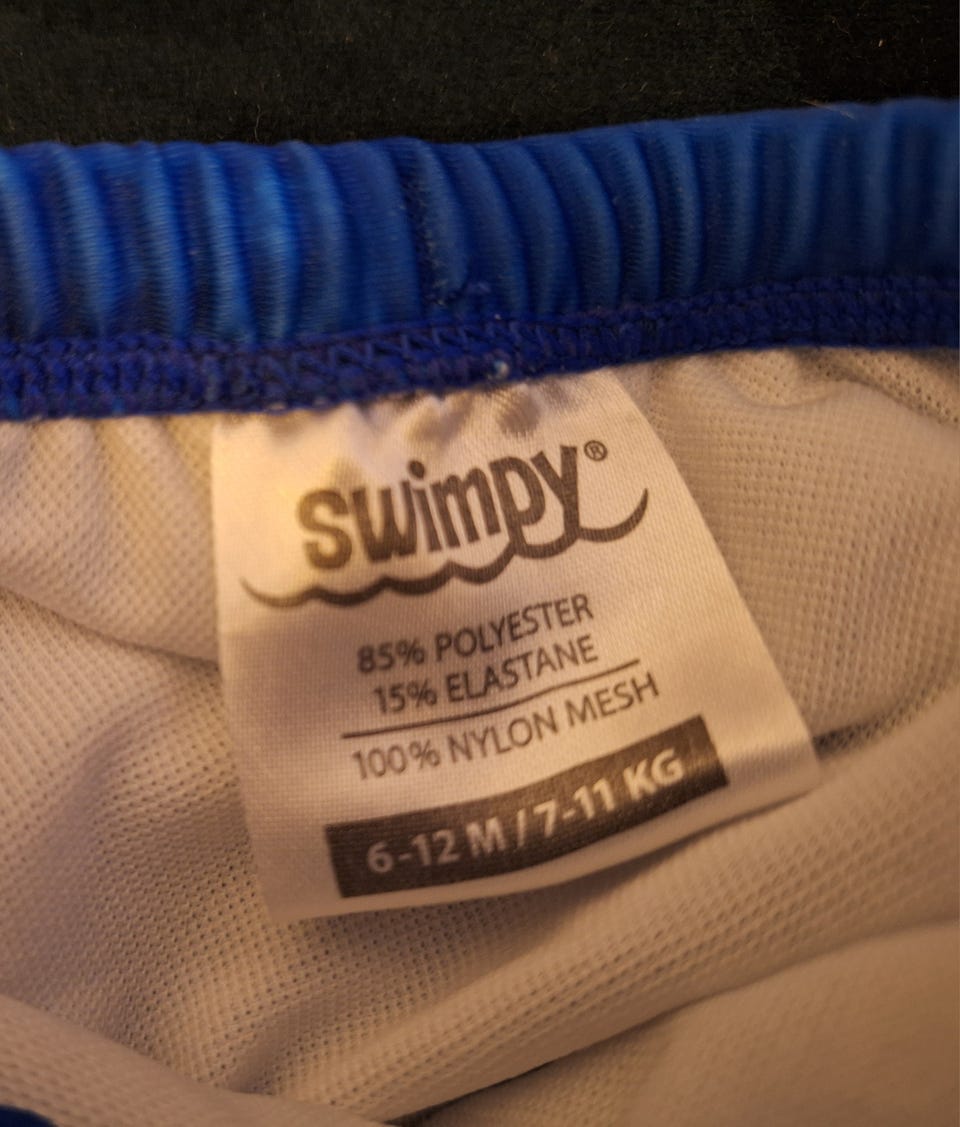 swimpy®
85% POLYESTER
15% ELASTANE
100% NYLON MESH
6-12 M / 7-11 KG